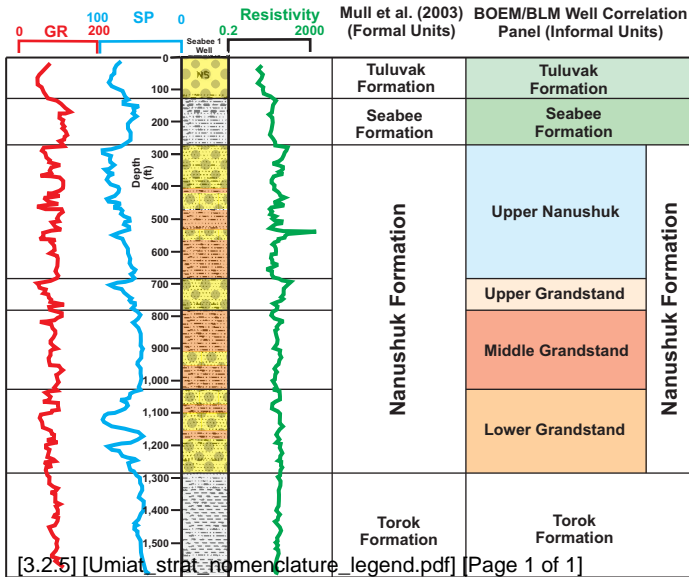 100 SP 0
Resistivity
Mull et al. (2003)
(Formal Units)
BOEM/BLM Well Correlation
Panel (Informal Units)
0 GR 200
Seabee 1
Well
0.2 2000
0
NS
Tuluvak
Formation
Tuluvak
Formation
100
Seabee
Formation
Seabee
Formation
200
300
Depth
(ft)
400
500
600
Upper Nanushuk
Nanushuk Formation
Nanushuk Formation
700
Upper Grandstand
800
900
Middle Grandstand
1,000
1,100
Lower Grandstand
1,200
1,300
1,400
Torok
Formation
Torok
Formation
1,500
[3.2.5] [Umiat_strat_nomenclature_legend.pdf] [Page 1 of 1]